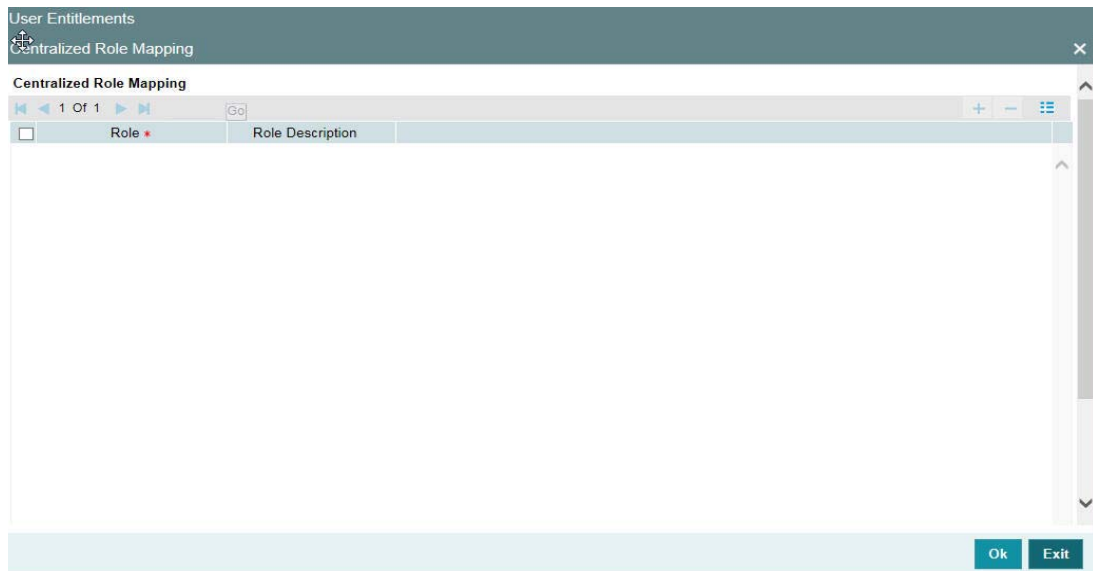 User Entitlements
Centralized Role Mapping
Centralized Role Mapping
1 Of 1 Go
Role * Role Description
Ok Exit